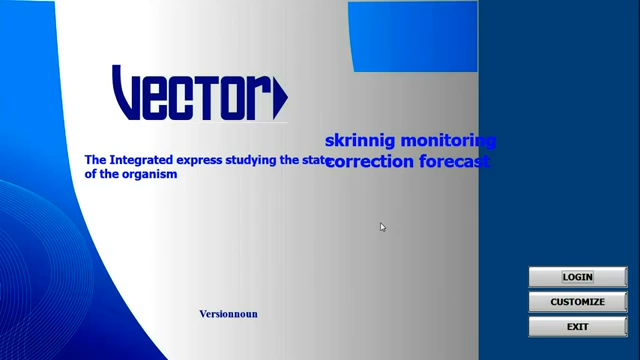 vector
skrinnig monitoring
correction forecast
The Integrated express studying the state
of the organism
Versionnoun
LOGIN
CUSTOMIZE
EXIT